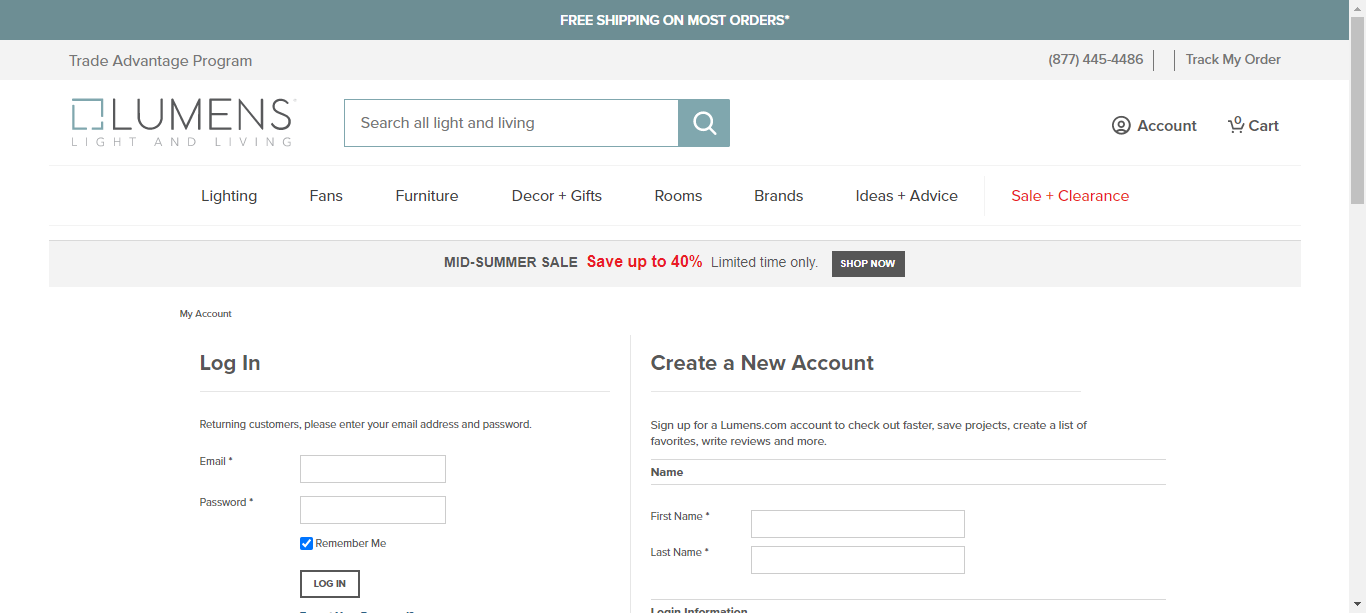 FREE SHIPPING ON MOST ORDERS*
Trade Advantage Program
(877) 445-4486
Track My Order
LUMENS
LIGHT AND LIVING
Search all light and living
Account
0
Cart
Lighting
Fans
Furniture
Decor + Gifts
Rooms
Brands
Ideas + Advice
Sale + Clearance
MID-SUMMER SALE Save up to 40% Limited time only. SHOP NOW
My Account
Log In
Returning customers, please enter your email address and password.
Email *
Password *
Remember Me
LOG IN
Create a New Account
Sign up for a Lumens.com account to check out faster, save projects, create a list of
favorites, write reviews and more.
Name
First Name *
Last Name *
Login Information